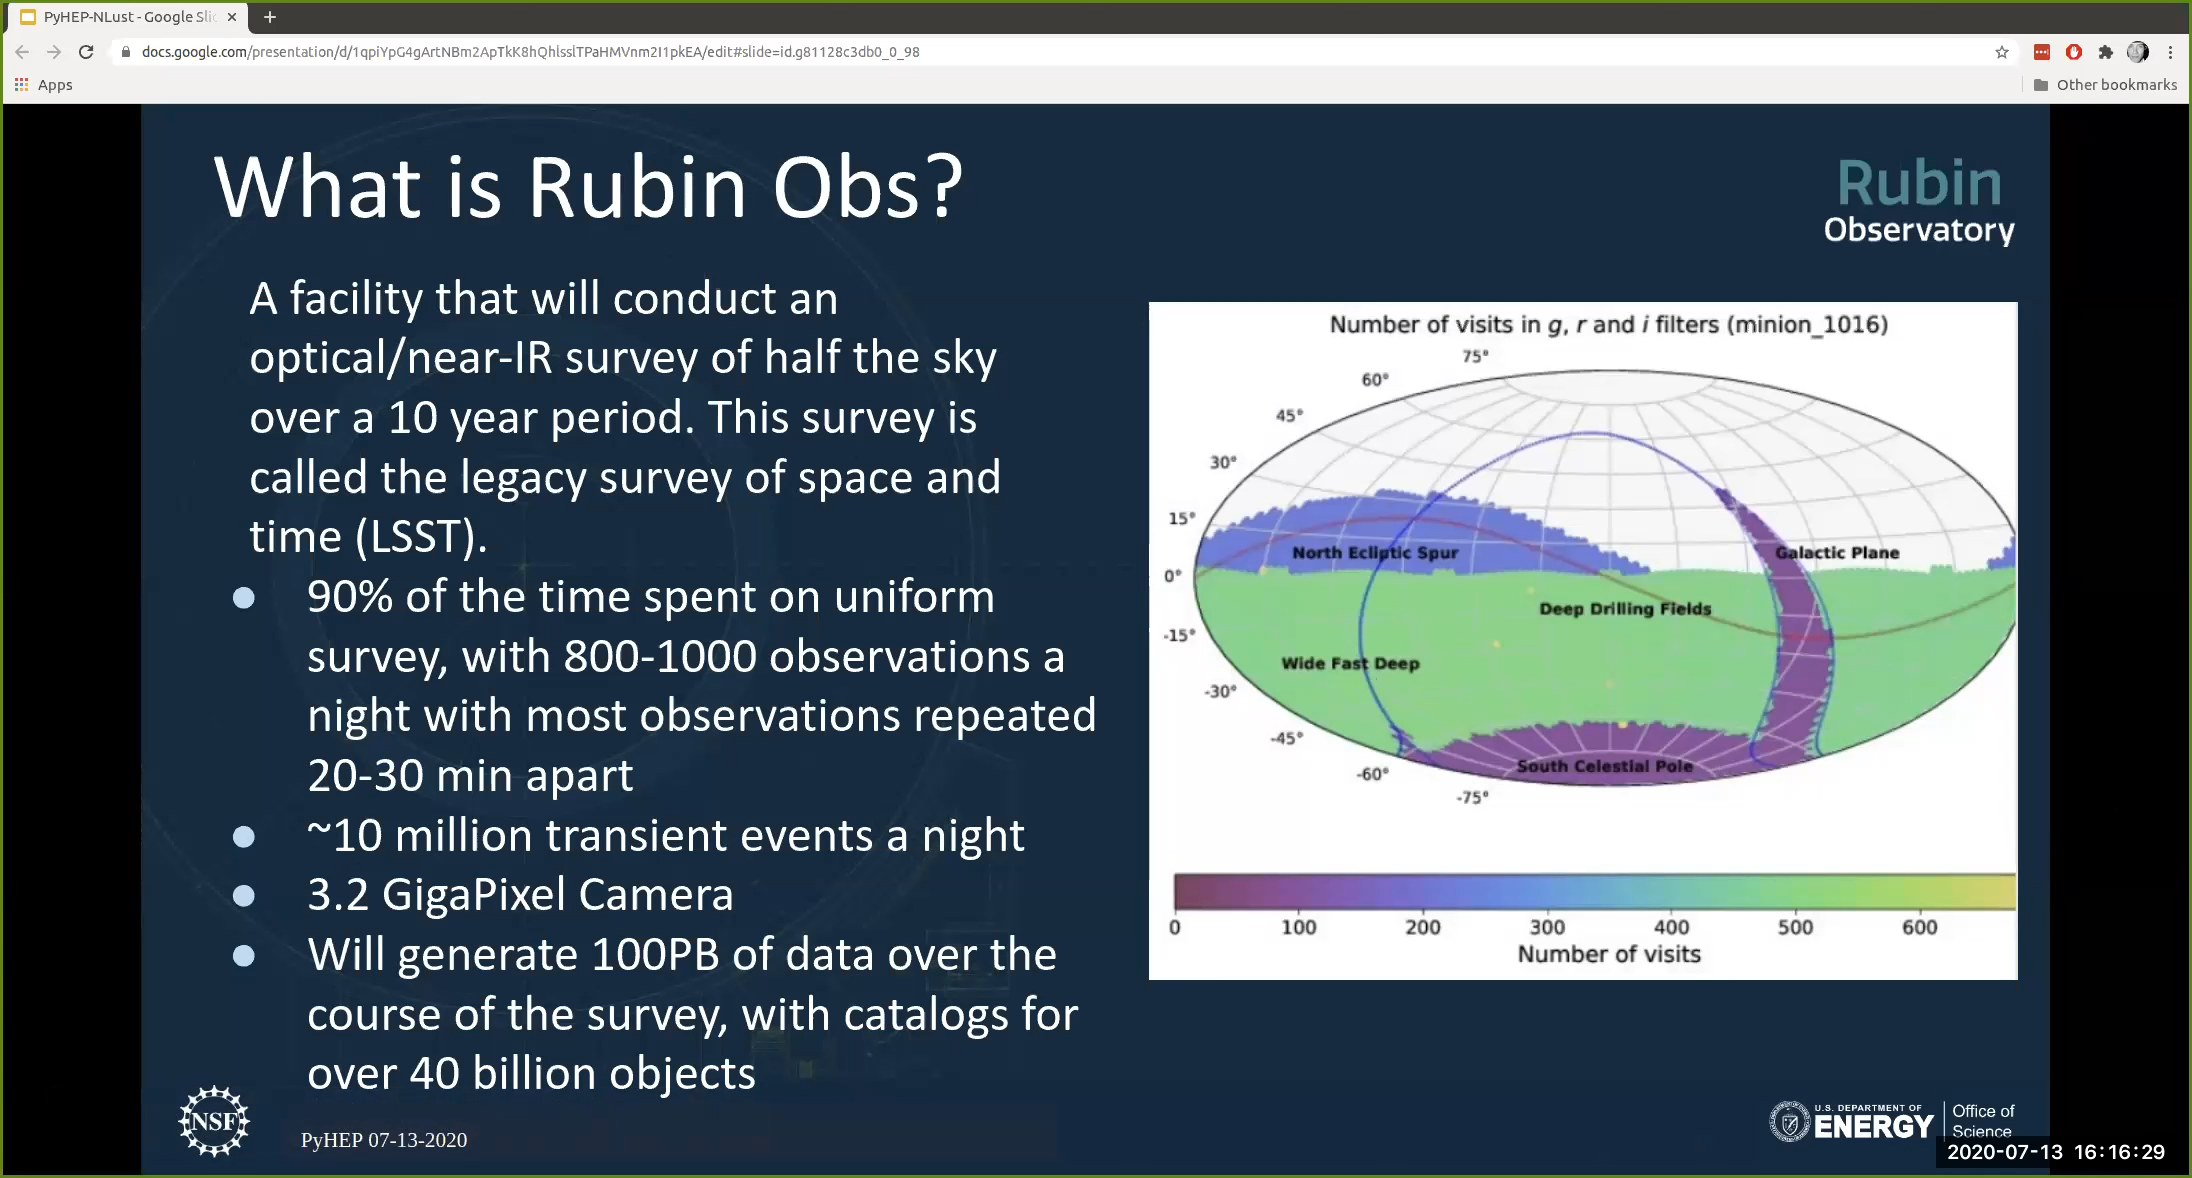 PyHEP-NLust - Google Slid
docs.google.com/presentation/d/1qpiYpG4gArtNBm2ApTkK8hQhlsslTPaHMVnm2I1pkEA/edit#slide=id.g81128c3db0_0_98
Apps
Other bookmarks
What is Rubin Obs?
Rubin
Observatory
A facility that will conduct an
optical/near-IR survey of half the sky
over a 10 year period. This survey is
called the legacy survey of space and
time (LSST).
90% of the time spent on uniform
survey, with 800-1000 observations a
night with most observations repeated
20-30 min apart
~10 million transient events a night
3.2 GigaPixel Camera
Will generate 100PB of data over the
course of the survey, with catalogs for
over 40 billion objects
Number of visits in g, r and i filters (minion_1016)
75°
60°
45°
30°
15°
North Ecliptic Spur
Galactic Plane
0°
Deep Drilling Fields
-15°
Wide Fast Deep
-30°
-45°
South Celestial Pole
-60°
-75°
0 100 200 300 400 500 600
Number of visits
NSF
PyHEP 07-13-2020
U.S. DEPARTMENT OF
ENERGY
Office of
Science
2020-07-13 16:16:29